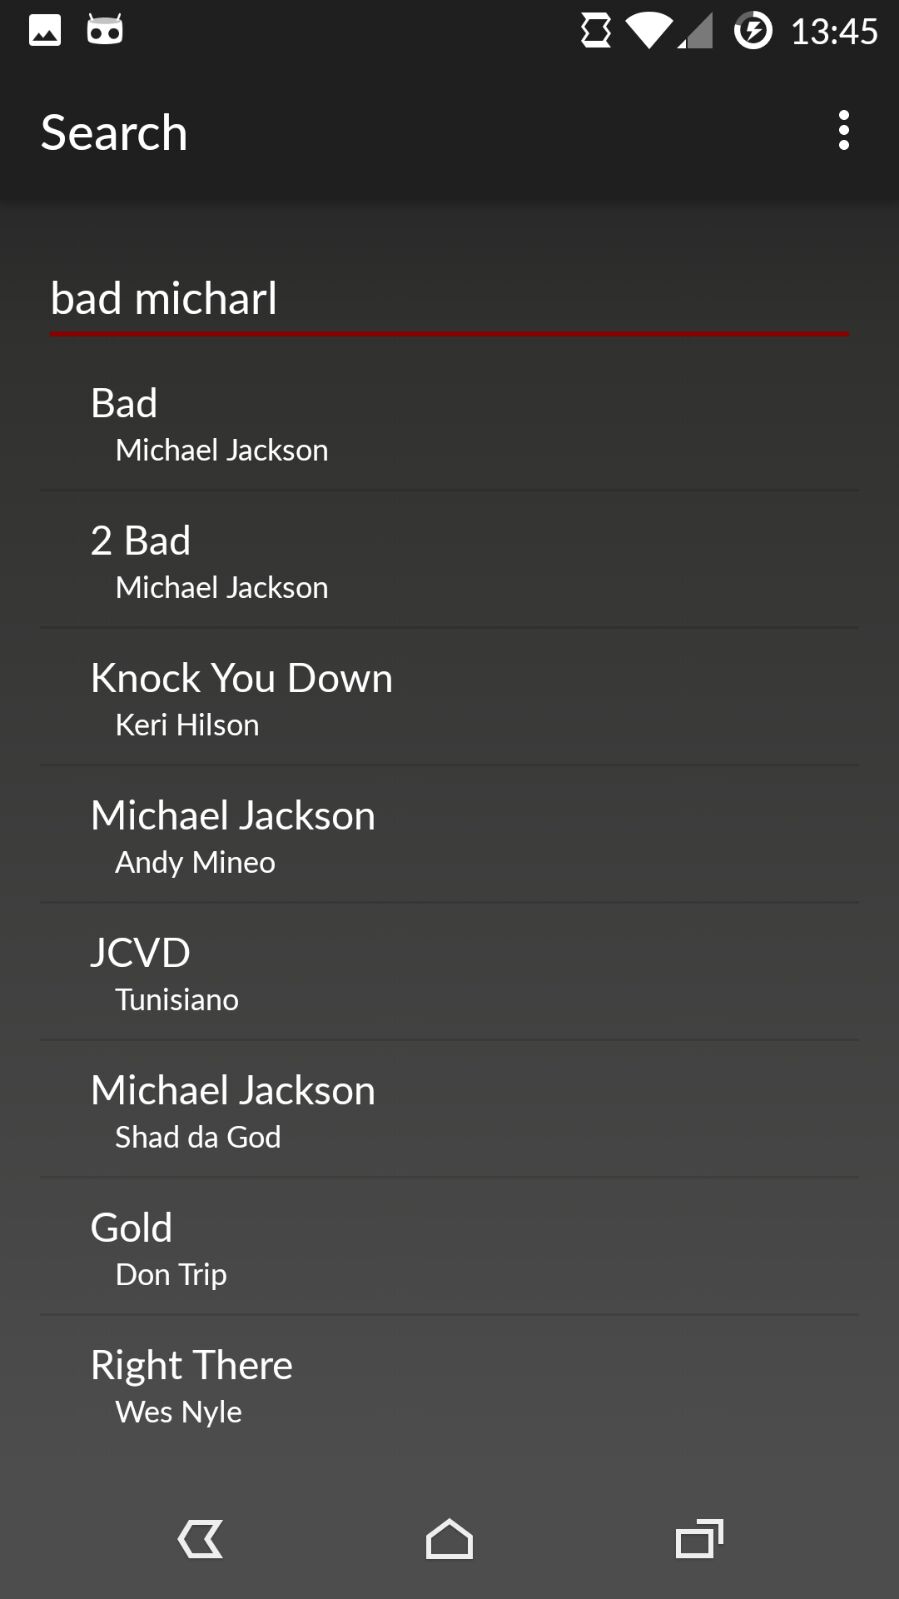 13:45
Search
bad micharl
Bad
Michael Jackson
2 Bad
Michael Jackson
Knock You Down
Keri Hilson
Michael Jackson
Andy Mineo
JCVD
Tunisiano
Michael Jackson
Shad da God
Gold
Don Trip
Right There
Wes Nyle